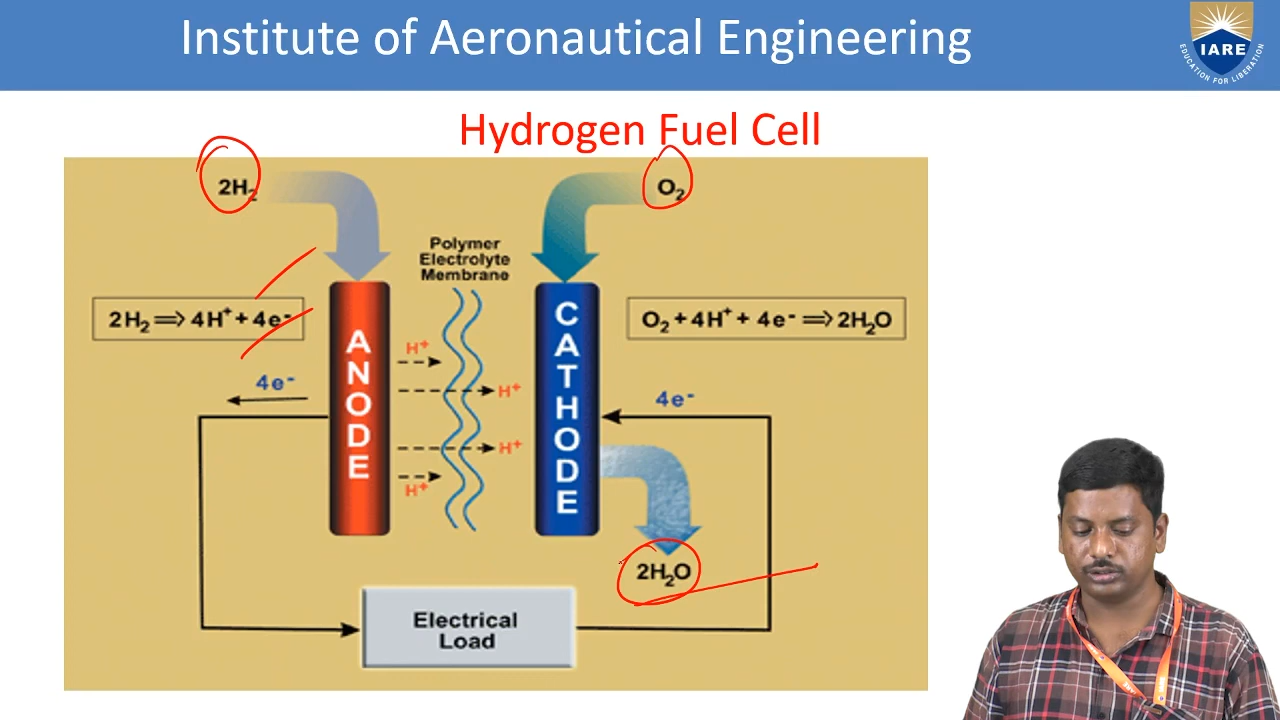 Institute of Aeronautical Engineering
IARE
EDUCATION FOR LIBERATION
Hydrogen Fuel Cell
2H₂
O₂
Polymer
Electrolyte
Membrane
2H₂ ⟹ 4H⁺ + 4e⁻
O₂ + 4H⁺ + 4e⁻ ⟹ 2H₂O
ANODE
CATHODE
H⁺
H⁺
H⁺
H⁺
4e⁻
4e⁻
2H₂O
Electrical
Load